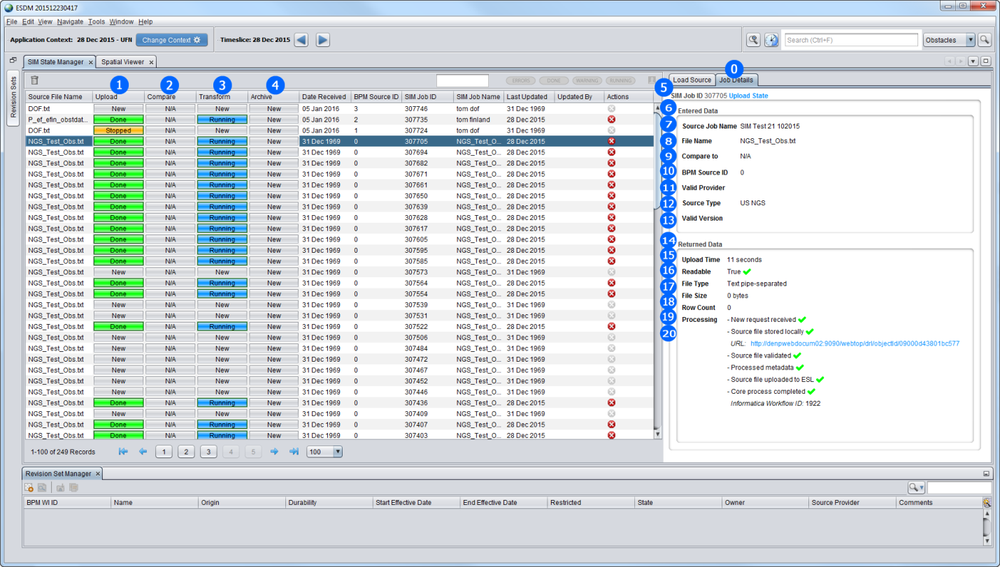 ESDM 201512230417
File Edit View Navigate Tools Window Help
Application Context: 28 Dec 2015 - UFN Change Context Timeslice: 28 Dec 2015 Search (Ctrl+F) Obstacles
SIM State Manager Spatial Viewer
Revision Sets
1 2 3 4 ERRORS DONE WARNING RUNNING
Source File Name Upload Compare Transform Archive Date Received BPM Source ID SIM Job ID SIM Job Name Last Updated Updated By Actions
DOF.txt New N/A New New 05 Jan 2016 3 307746 tom dof 31 Dec 1969
P_ef_efin_obstdat... Done N/A Running New 05 Jan 2016 2 307735 tom finland 28 Dec 2015
DOF.txt Stopped N/A New New 05 Jan 2016 1 307724 tom dof 31 Dec 1969
NGS_Test_Obs.txt Done N/A Running New 31 Dec 1969 0 307705 NGS_Test_O... 28 Dec 2015
NGS_Test_Obs.txt Done N/A Running New 31 Dec 1969 0 307694 NGS_Test_O... 28 Dec 2015
NGS_Test_Obs.txt Done N/A Running New 31 Dec 1969 0 307682 NGS_Test_O... 28 Dec 2015
NGS_Test_Obs.txt Done N/A Running New 31 Dec 1969 0 307671 NGS_Test_O... 28 Dec 2015
NGS_Test_Obs.txt Done N/A Running New 31 Dec 1969 0 307661 NGS_Test_O... 28 Dec 2015
NGS_Test_Obs.txt Done N/A Running New 31 Dec 1969 0 307650 NGS_Test_O... 28 Dec 2015
NGS_Test_Obs.txt Done N/A Running New 31 Dec 1969 0 307639 NGS_Test_O... 28 Dec 2015
NGS_Test_Obs.txt Done N/A Running New 31 Dec 1969 0 307628 NGS_Test_O... 28 Dec 2015
NGS_Test_Obs.txt Done N/A Running New 31 Dec 1969 0 307617 NGS_Test_O... 28 Dec 2015
NGS_Test_Obs.txt Done N/A Running New 31 Dec 1969 0 307605 NGS_Test_O... 28 Dec 2015
NGS_Test_Obs.txt Done N/A Running New 31 Dec 1969 0 307595 NGS_Test_O... 28 Dec 2015
NGS_Test_Obs.txt Done N/A Running New 31 Dec 1969 0 307585 NGS_Test_O... 28 Dec 2015
NGS_Test_Obs.txt New N/A New New 31 Dec 1969 0 307573 NGS_Test_O... 31 Dec 1969
NGS_Test_Obs.txt Done N/A Running New 31 Dec 1969 0 307564 NGS_Test_O... 28 Dec 2015
NGS_Test_Obs.txt Done N/A Running New 31 Dec 1969 0 307554 NGS_Test_O... 28 Dec 2015
NGS_Test_Obs.txt New N/A New New 31 Dec 1969 0 307539 NGS_Test_O... 31 Dec 1969
NGS_Test_Obs.txt New N/A New New 31 Dec 1969 0 307531 NGS_Test_O... 31 Dec 1969
NGS_Test_Obs.txt Done N/A Running New 31 Dec 1969 0 307522 NGS_Test_O... 28 Dec 2015
NGS_Test_Obs.txt New N/A New New 31 Dec 1969 0 307506 NGS_Test_O... 31 Dec 1969
NGS_Test_Obs.txt New N/A New New 31 Dec 1969 0 307484 NGS_Test_O... 31 Dec 1969
NGS_Test_Obs.txt New N/A New New 31 Dec 1969 0 307472 NGS_Test_O... 31 Dec 1969
NGS_Test_Obs.txt New N/A New New 31 Dec 1969 0 307467 NGS_Test_O... 31 Dec 1969
NGS_Test_Obs.txt New N/A New New 31 Dec 1969 0 307452 NGS_Test_O... 31 Dec 1969
NGS_Test_Obs.txt New N/A New New 31 Dec 1969 0 307446 NGS_Test_O... 31 Dec 1969
NGS_Test_Obs.txt Done N/A Running New 31 Dec 1969 0 307436 NGS_Test_O... 28 Dec 2015
NGS_Test_Obs.txt New N/A New New 31 Dec 1969 0 307409 NGS_Test_O... 31 Dec 1969
NGS_Test_Obs.txt Done N/A Running New 31 Dec 1969 0 307407 NGS_Test_O... 28 Dec 2015
NGS_Test_Obs.txt Done N/A Running New 31 Dec 1969 0 307403 NGS_Test_O... 28 Dec 2015
1-100 of 249 Records 1 2 3 4 5 100
0
Load Source Job Details
5 SIM Job ID 307705 Upload State
6 Entered Data
7 Source Job Name SIM Test 21 102015
8 File Name NGS_Test_Obs.txt
9 Compare to N/A
10 BPM Source ID 0
11 Valid Provider
12 Source Type US NGS
13 Valid Version
14 Returned Data
15 Upload Time 11 seconds
16 Readable True
17 File Type Text pipe-separated
File Size 0 bytes
18 Row Count 0
19 Processing - New request received
20 - Source file stored locally
URL: http://denpwebdocum02:9090/webtop/drl/objectId/09000d43801bc577
- Source file validated
- Processed metadata
- Source file uploaded to ESL
- Core process completed
Informatica Workflow ID: 1922
Revision Set Manager
BPM WI ID Name Origin Durability Start Effective Date End Effective Date Restricted State Owner Source Provider Comments